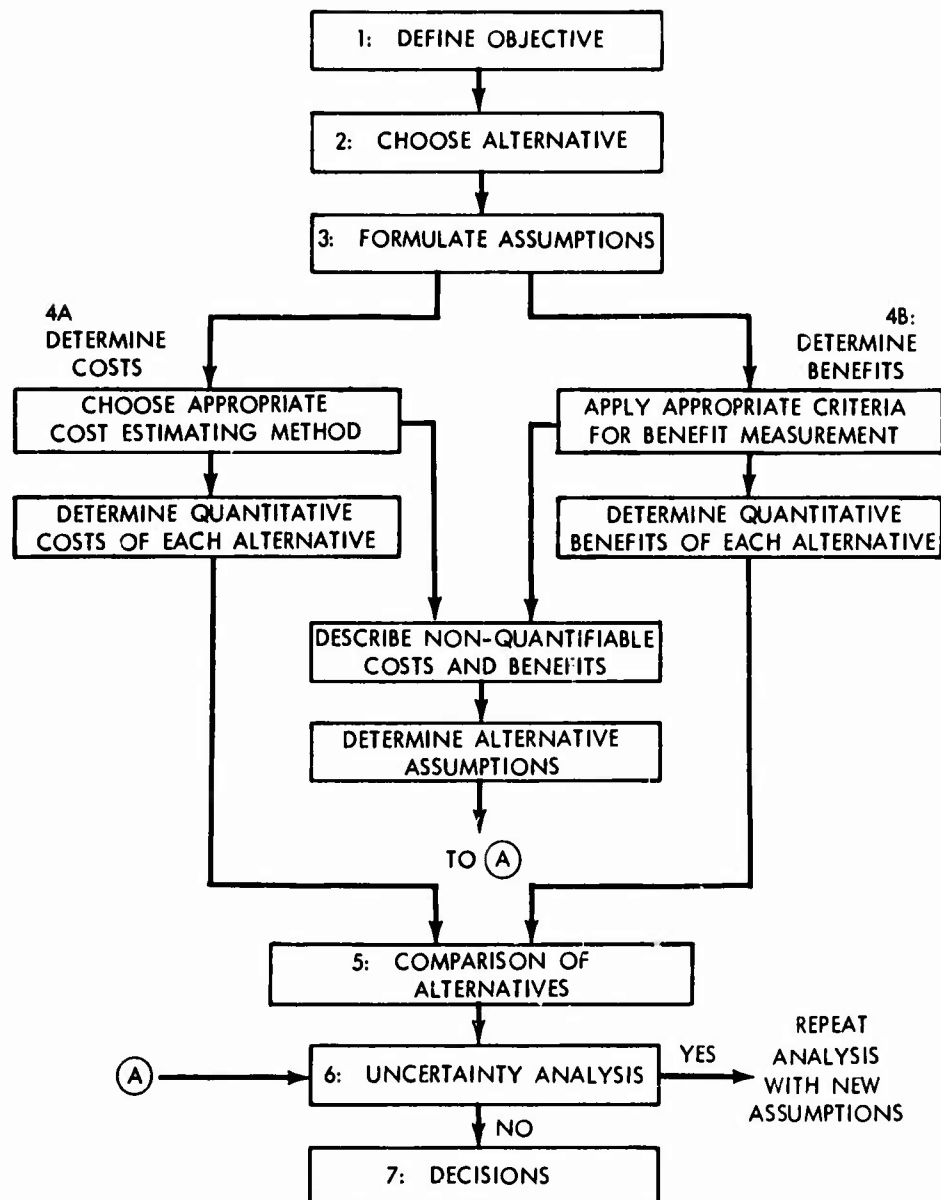 1: DEFINE OBJECTIVE
2: CHOOSE ALTERNATIVE
3: FORMULATE ASSUMPTIONS
4A
DETERMINE
COSTS
4B:
DETERMINE
BENEFITS
CHOOSE APPROPRIATE
COST ESTIMATING METHOD
APPLY APPROPRIATE CRITERIA
FOR BENEFIT MEASUREMENT
DETERMINE QUANTITATIVE
COSTS OF EACH ALTERNATIVE
DETERMINE QUANTITATIVE
BENEFITS OF EACH ALTERNATIVE
DESCRIBE NON-QUANTIFIABLE
COSTS AND BENEFITS
DETERMINE ALTERNATIVE
ASSUMPTIONS
TO A
5: COMPARISON OF
ALTERNATIVES
A
6: UNCERTAINTY ANALYSIS
YES
REPEAT
ANALYSIS
WITH NEW
ASSUMPTIONS
NO
7: DECISIONS